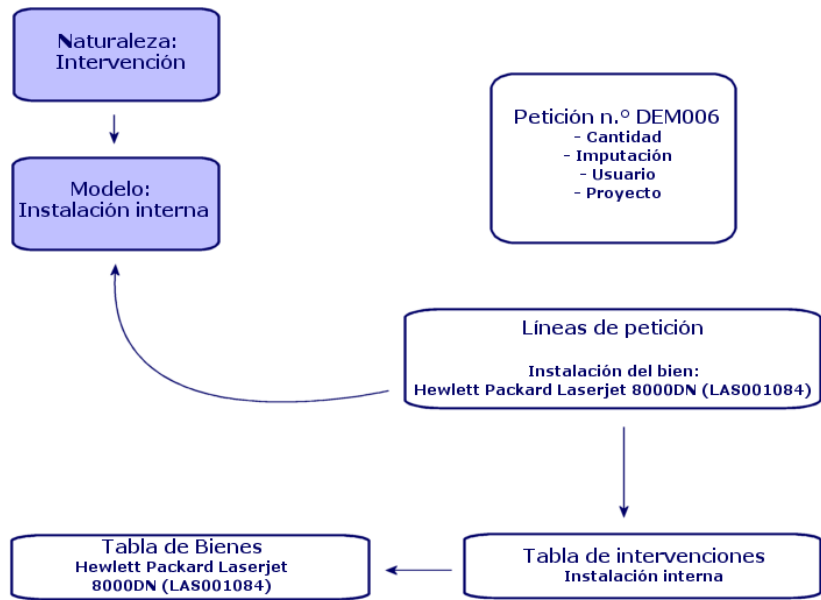 Naturaleza:
Intervención
Modelo:
Instalación interna
Petición n.º DEM006
- Cantidad
- Imputación
- Usuario
- Proyecto
Líneas de petición
Instalación del bien:
Hewlett Packard Laserjet 8000DN (LAS001084)
Tabla de Bienes
Hewlett Packard Laserjet
8000DN (LAS001084)
Tabla de intervenciones
Instalación interna